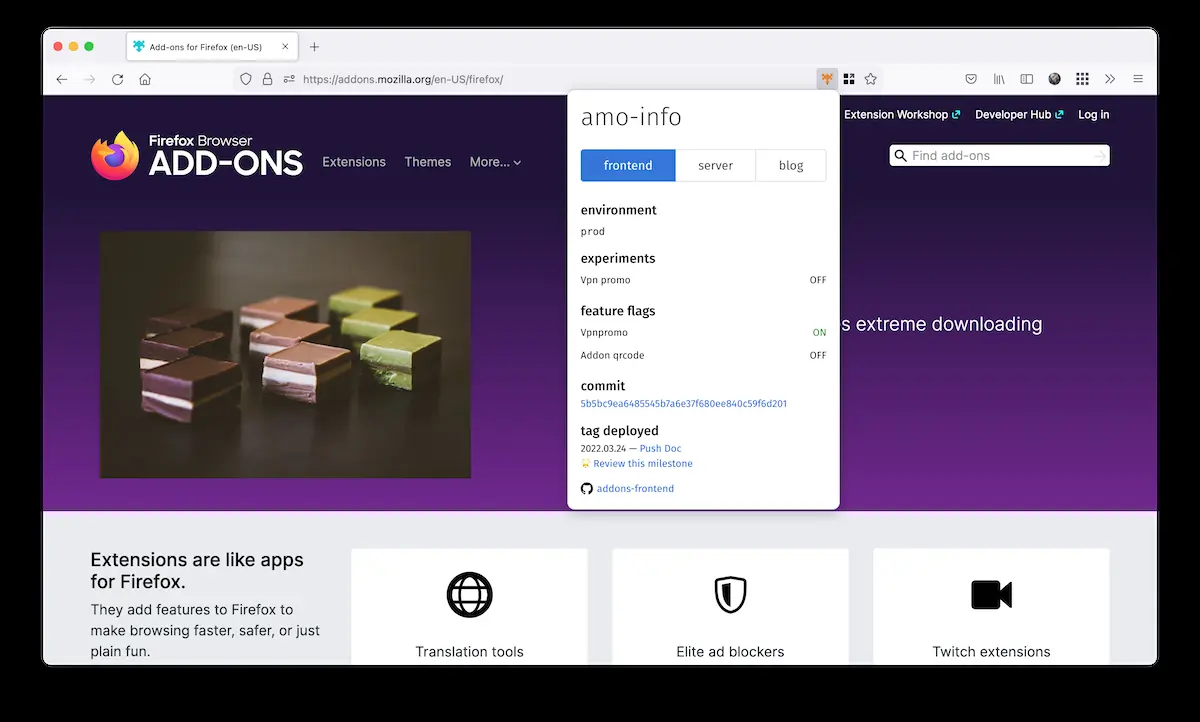 Add-ons for Firefox (en-US)
https://addons.mozilla.org/en-US/firefox/
Extension Workshop
Developer Hub
Log in
Firefox Browser
ADD-ONS
Extensions
Themes
More...
Find add-ons
amo-info
frontend
server
blog
environment
prod
experiments
Vpn promo OFF
feature flags
Vpnpromo ON
Addon qrcode OFF
commit
5b5bc9ea6485545b7a6e37f680ee840c59f6d201
tag deployed
2022.03.24 — Push Doc
Review this milestone
addons-frontend
s extreme downloading
Extensions are like apps
for Firefox.
They add features to Firefox to
make browsing faster, safer, or just
plain fun.
Translation tools
Elite ad blockers
Twitch extensions